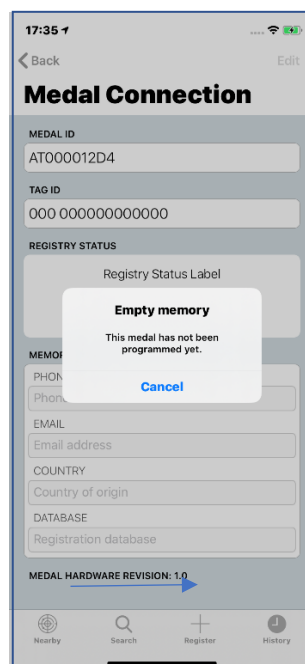 17:35
Back
Edit
Medal Connection
MEDAL ID
AT000012D4
TAG ID
000 000000000000
REGISTRY STATUS
Registry Status Label
Empty memory
This medal has not been
programmed yet.
Cancel
EMAIL
Email address
COUNTRY
Country of origin
DATABASE
Registration database
MEDAL HARDWARE REVISION: 1.0
Nearby
Search
Register
History